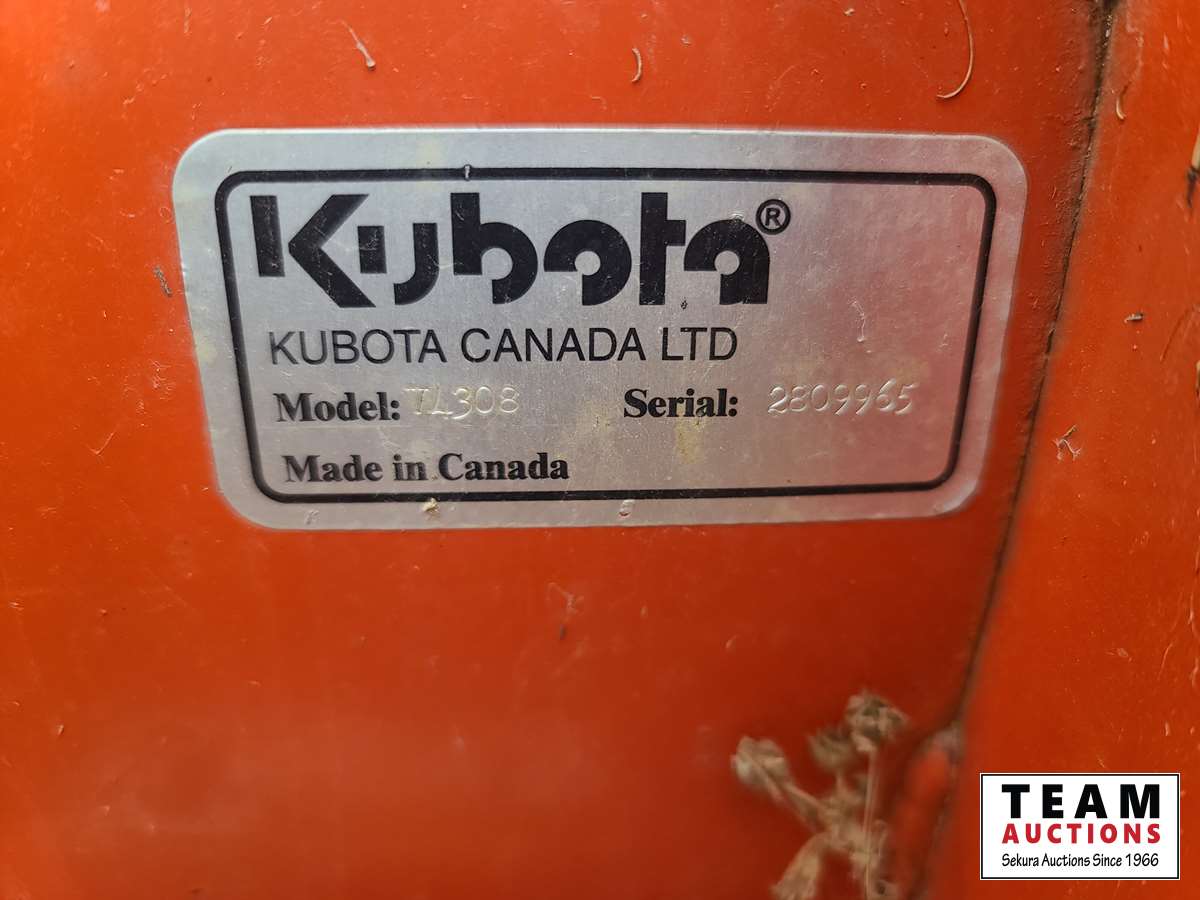 Kubota®
KUBOTA CANADA LTD
Model: TL308 Serial: 2809965
Made in Canada
TEAM
AUCTIONS
Sekura Auctions Since 1966